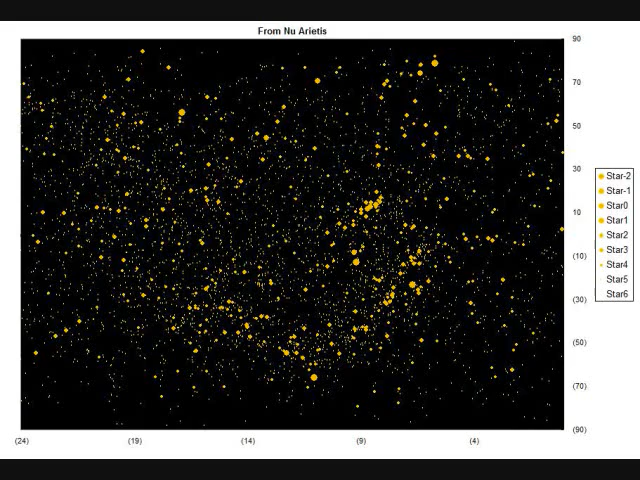 From Nu Arietis
90
70
50
30
10
(10)
(30)
(50)
(70)
(90)
(24) (19) (14) (9) (4)
Star-2
Star-1
Star0
Star1
Star2
Star3
Star4
Star5
Star6